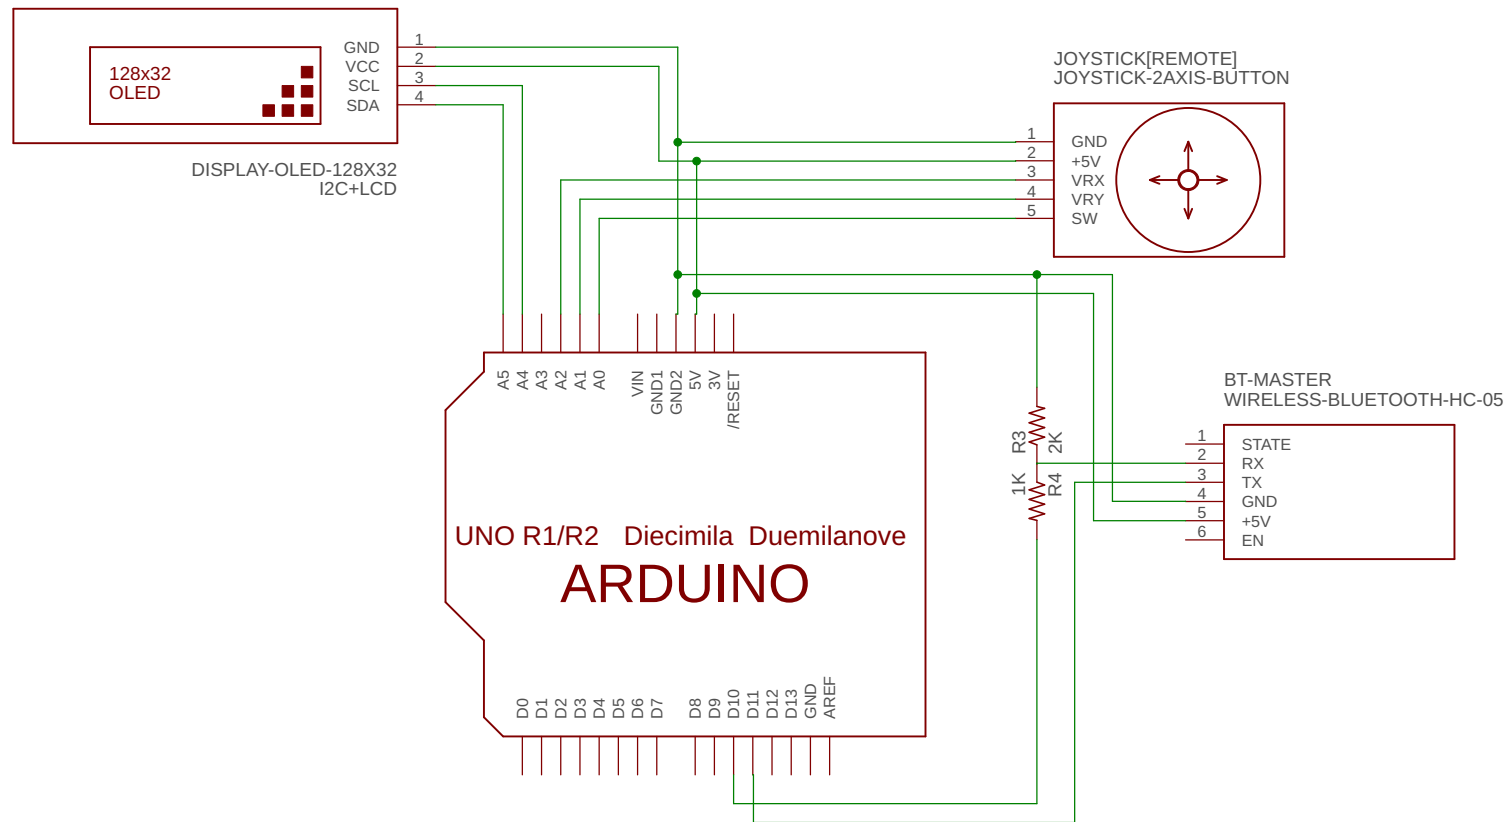 128x32
OLED
GND 1
VCC 2
SCL 3
SDA 4
DISPLAY-OLED-128X32
I2C+LCD
JOYSTICK[REMOTE]
JOYSTICK-2AXIS-BUTTON
1 GND
2 +5V
3 VRX
4 VRY
5 SW
A5
A4
A3
A2
A1
A0
VIN
GND1
GND2
5V
3V
/RESET
R3
2K
1K
R4
BT-MASTER
WIRELESS-BLUETOOTH-HC-05
1 STATE
2 RX
3 TX
4 GND
5 +5V
6 EN
UNO R1/R2 Diecimila Duemilanove
ARDUINO
D0
D1
D2
D3
D4
D5
D6
D7
D8
D9
D10
D11
D12
D13
GND
AREF